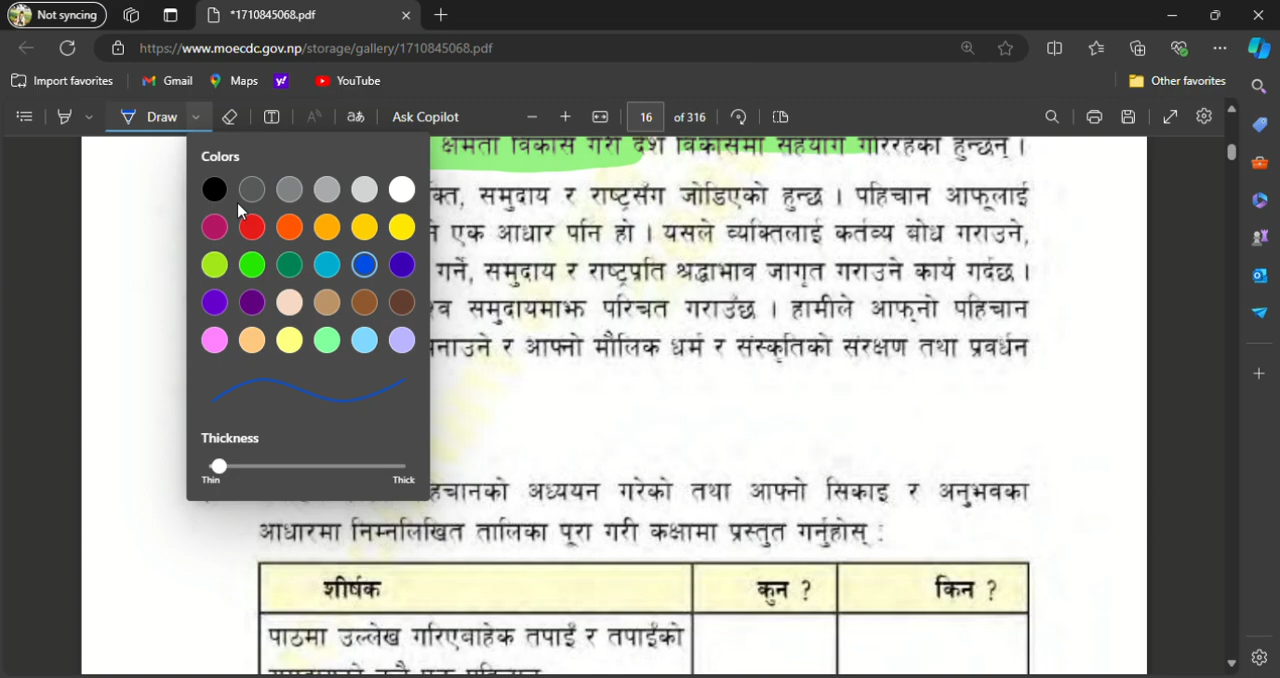 Not syncing
*1710845068.pdf
https://www.moecdc.gov.np/storage/gallery/1710845068.pdf
Import favorites
Gmail
Maps
YouTube
Other favorites
Draw
Ask Copilot
16 of 316
Colors
Thickness
Thin
Thick
क्षमता विकास गरी देश विकासमा सहयोग गरिरहेका हुन्छन् ।
क्ति, समुदाय र राष्ट्रसँग जोडिएको हुन्छ । पहिचान आफूलाई
ने एक आधार पनि हो । यसले व्यक्तिलाई कर्तव्य बोध गराउने,
गर्ने, समुदाय र राष्ट्रप्रति श्रद्धाभाव जागृत गराउने कार्य गर्दछ ।
व समुदायमाझ परिचित गराउँछ । हामीले आफ्नो पहिचान
नाउने र आफ्नो मौलिक धर्म र संस्कृतिको संरक्षण तथा प्रवर्धन
हचानको अध्ययन गरेको तथा आफ्नो सिकाइ र अनुभवका
आधारमा निम्नलिखित तालिका पूरा गरी कक्षामा प्रस्तुत गर्नुहोस् :
शीर्षक
कुन ?
किन ?
पाठमा उल्लेख गरिएवाहेक तपाईँ र तपाईँको